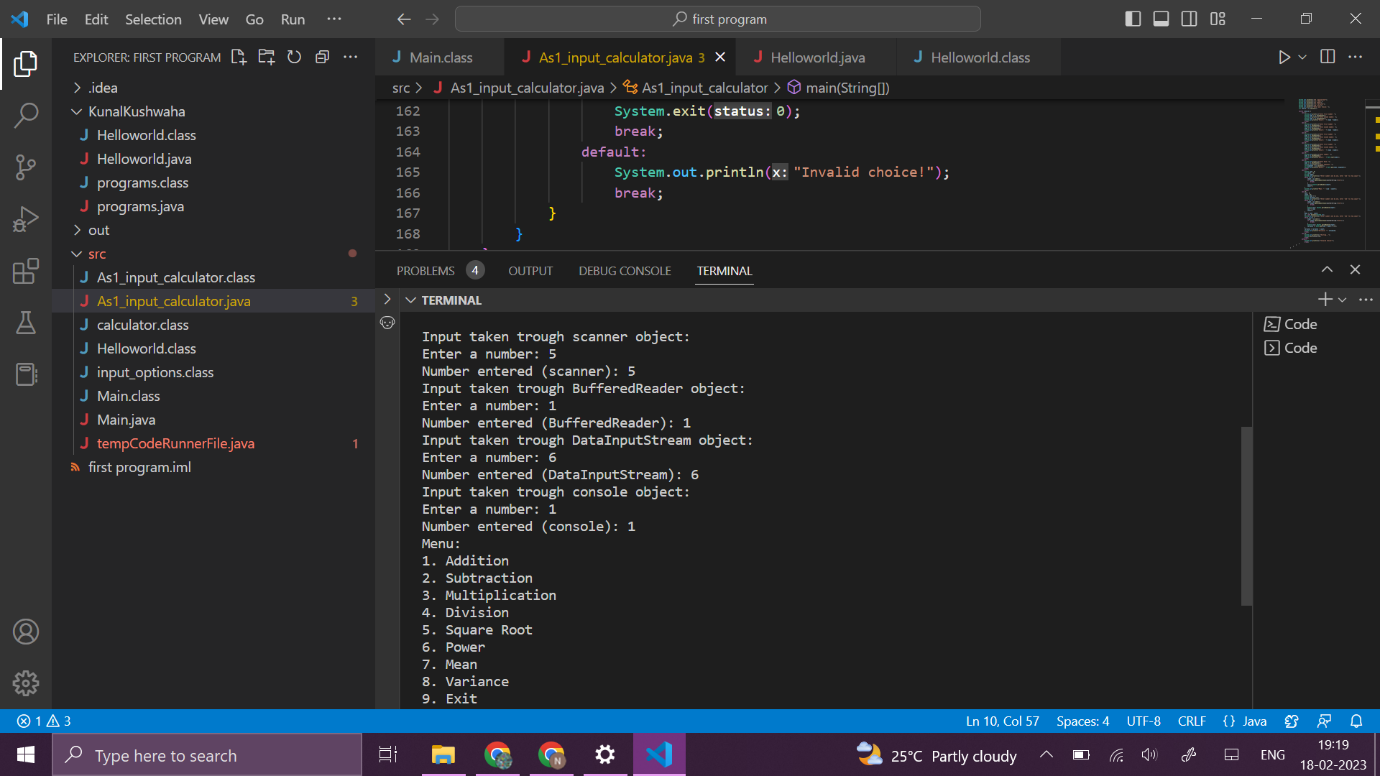 File Edit Selection View Go Run ···
first program
EXPLORER: FIRST PROGRAM
.idea
KunalKushwaha
J Helloworld.class
J Helloworld.java
J programs.class
J programs.java
out
src
J As1_input_calculator.class
J As1_input_calculator.java 3
J calculator.class
J Helloworld.class
J input_options.class
J Main.class
J Main.java
J tempCodeRunnerFile.java 1
first program.iml
J Main.class J As1_input_calculator.java 3 J Helloworld.java J Helloworld.class
src > J As1_input_calculator.java > As1_input_calculator > main(String[])
162 System.exit(status: 0);
163 break;
164 default:
165 System.out.println(x: "Invalid choice!");
166 break;
167 }
168 }
PROBLEMS 4 OUTPUT DEBUG CONSOLE TERMINAL
TERMINAL
Input taken trough scanner object:
Enter a number: 5
Number entered (scanner): 5
Input taken trough BufferedReader object:
Enter a number: 1
Number entered (BufferedReader): 1
Input taken trough DataInputStream object:
Enter a number: 6
Number entered (DataInputStream): 6
Input taken trough console object:
Enter a number: 1
Number entered (console): 1
Menu:
1. Addition
2. Subtraction
3. Multiplication
4. Division
5. Square Root
6. Power
7. Mean
8. Variance
9. Exit
Code
Code
1 3 Ln 10, Col 57 Spaces: 4 UTF-8 CRLF {} Java
Type here to search
N
25°C Partly cloudy
ENG
19:19
18-02-2023